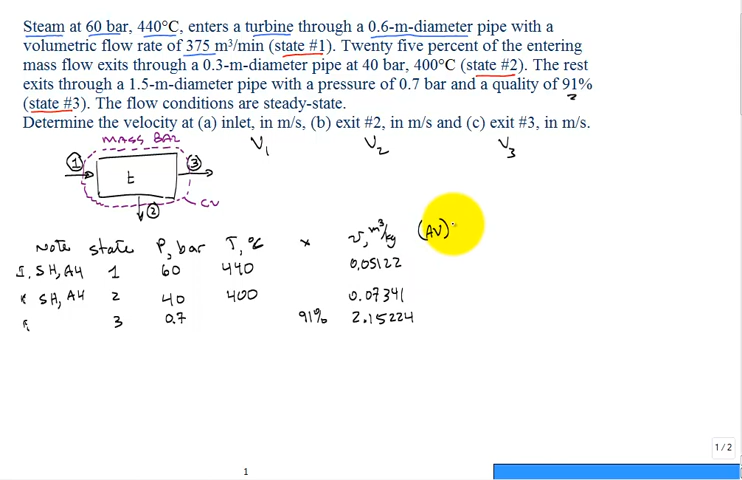 Steam at 60 bar, 440°C, enters a turbine through a 0.6-m-diameter pipe with a
volumetric flow rate of 375 m³/min (state #1). Twenty five percent of the entering
mass flow exits through a 0.3-m-diameter pipe at 40 bar, 400°C (state #2). The rest
exits through a 1.5-m-diameter pipe with a pressure of 0.7 bar and a quality of 91%
(state #3). The flow conditions are steady-state.
Determine the velocity at (a) inlet, in m/s, (b) exit #2, in m/s and (c) exit #3, in m/s.
MASS BAL V₁ V₂ V₃
1 3
t
2 CV
Note state P, bar T, °C x v, m³/kg (AV)
I, SH, A4 1 60 440 0.05122
SH, A4 2 40 400 0.07341
3 0.7 91% 2.15224
1/2
1